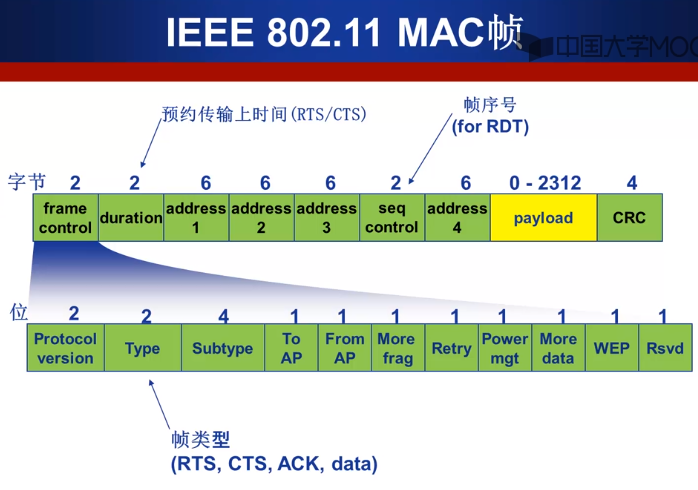 IEEE 802.11 MAC帧
中国大学MOO
预约传输上时间(RTS/CTS)
帧序号
(for RDT)
字节 2 2 6 6 6 2 6 0 - 2312 4
frame control duration address 1 address 2 address 3 seq control address 4 payload CRC
位 2 2 4 1 1 1 1 1 1 1 1
Protocol version Type Subtype To AP From AP More frag Retry Power mgt More data WEP Rsvd
帧类型
(RTS, CTS, ACK, data)